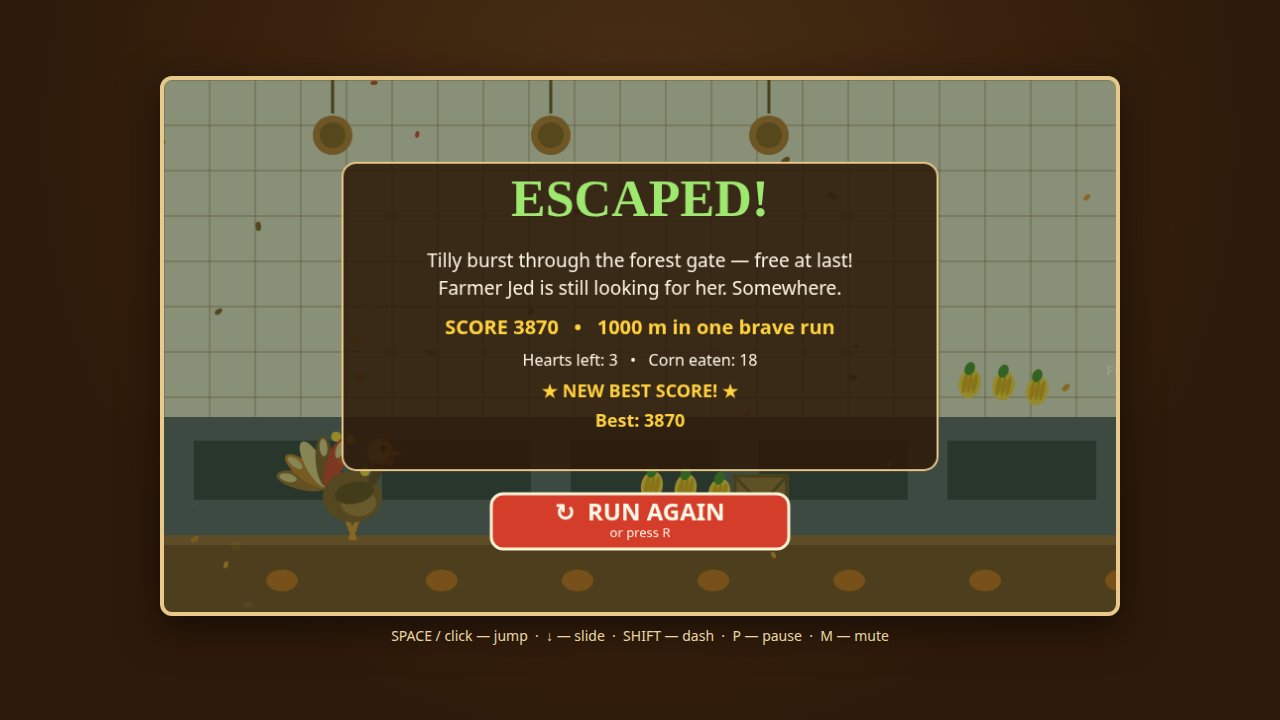 ESCAPED!
Tilly burst through the forest gate — free at last!
Farmer Jed is still looking for her. Somewhere.
SCORE 3870 • 1000 m in one brave run
Hearts left: 3 • Corn eaten: 18
★ NEW BEST SCORE! ★
Best: 3870
↻ RUN AGAIN
or press R
SPACE / click — jump · ↓ — slide · SHIFT — dash · P — pause · M — mute